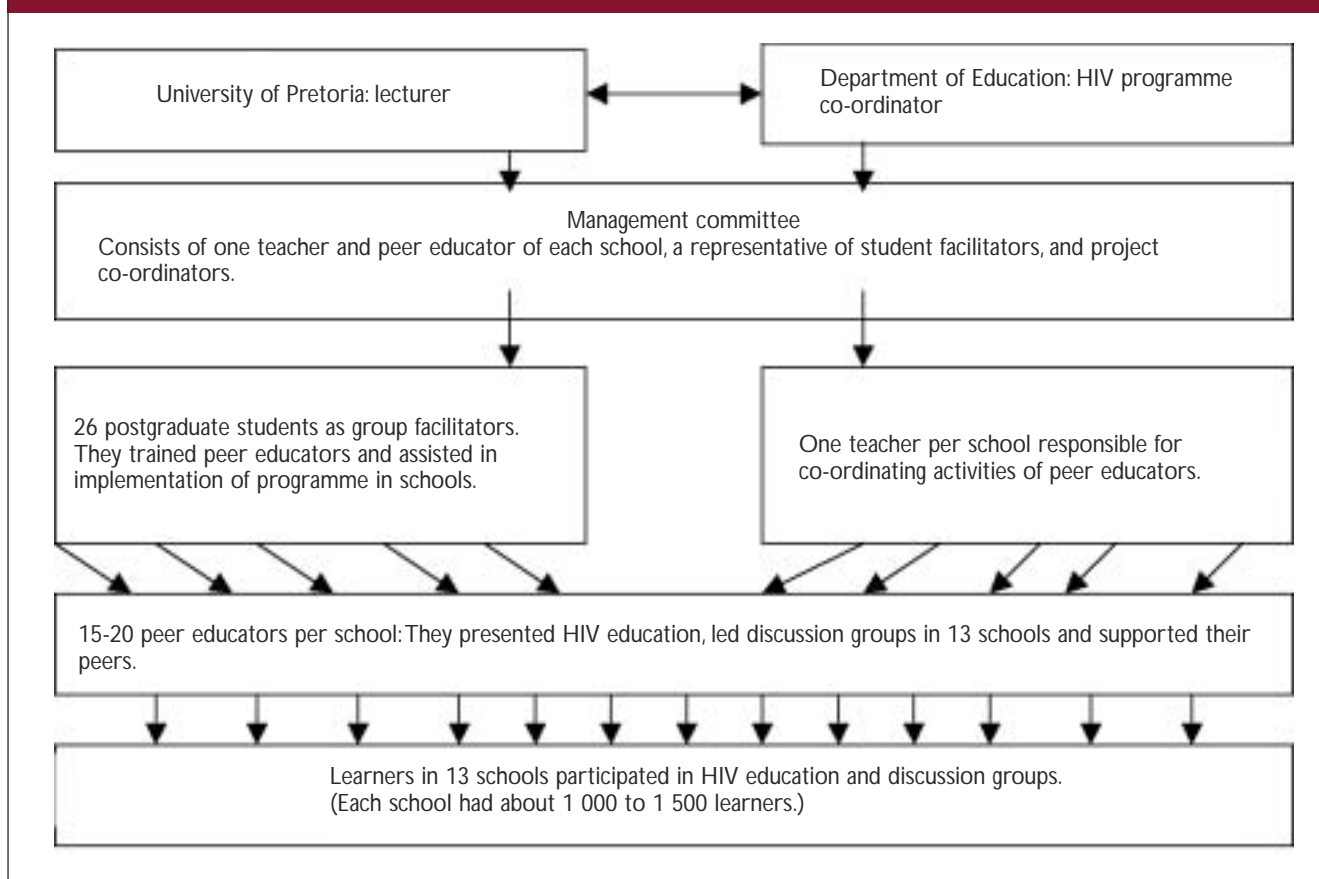 University of Pretoria: lecturer
Department of Education: HIV programme
co-ordinator
Management committee
Consists of one teacher and peer educator of each school, a representative of student facilitators, and project
co-ordinators.
26 postgraduate students as group facilitators.
They trained peer educators and assisted in
implementation of programme in schools.
One teacher per school responsible for
co-ordinating activities of peer educators.
15-20 peer educators per school: They presented HIV education, led discussion groups in 13 schools and supported their
peers.
Learners in 13 schools participated in HIV education and discussion groups.
(Each school had about 1 000 to 1 500 learners.)